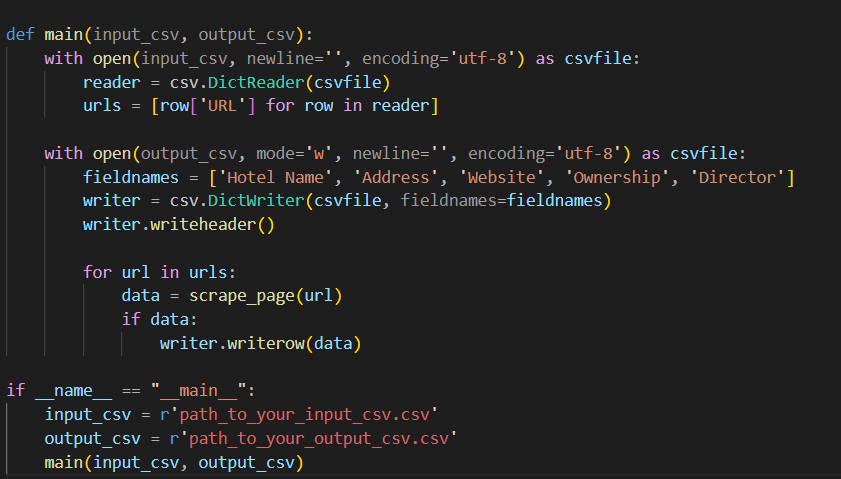 def main(input_csv, output_csv):
    with open(input_csv, newline='', encoding='utf-8') as csvfile:
        reader = csv.DictReader(csvfile)
        urls = [row['URL'] for row in reader]

    with open(output_csv, mode='w', newline='', encoding='utf-8') as csvfile:
        fieldnames = ['Hotel Name', 'Address', 'Website', 'Ownership', 'Director']
        writer = csv.DictWriter(csvfile, fieldnames=fieldnames)
        writer.writeheader()

        for url in urls:
            data = scrape_page(url)
            if data:
                writer.writerow(data)

if __name__ == "__main__":
    input_csv = r'path_to_your_input_csv.csv'
    output_csv = r'path_to_your_output_csv.csv'
    main(input_csv, output_csv)